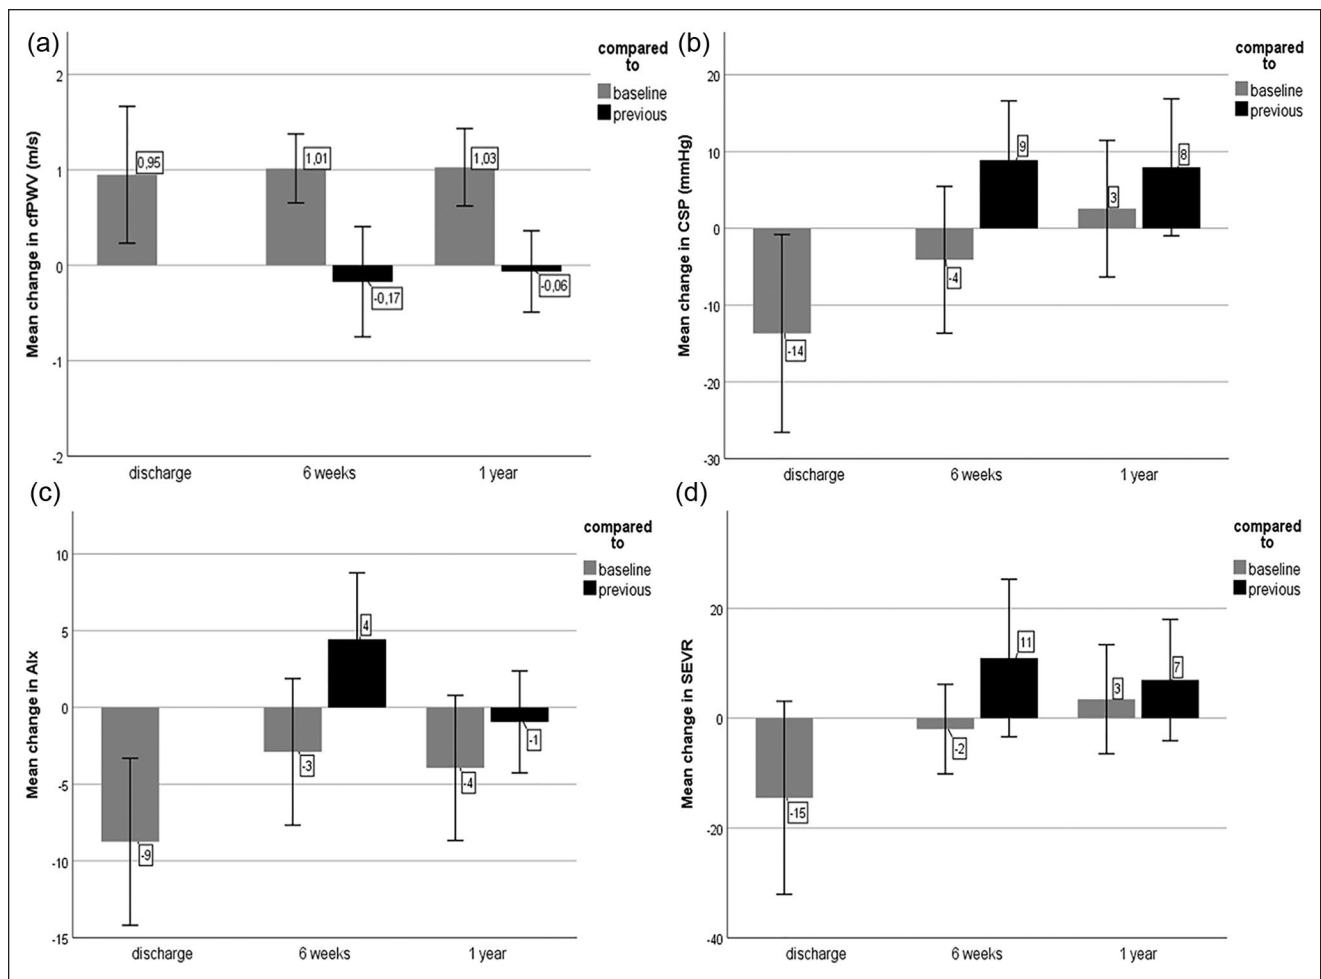 (a)
compared
to
baseline
previous
Mean change in cfPWV (m/s)
2
1
0
-1
-2
0,95
1,01
-0,17
1,03
-0,06
discharge
6 weeks
1 year
(b)
compared
to
baseline
previous
Mean change in CSP (mmHg)
20
10
0
-10
-20
-30
-14
-4
9
3
8
discharge
6 weeks
1 year
(c)
compared
to
baseline
previous
Mean change in AIx
10
5
0
-5
-10
-15
-9
-3
4
-4
-1
discharge
6 weeks
1 year
(d)
compared
to
baseline
previous
Mean change in SEVR
20
0
-20
-40
-15
-2
11
3
7
discharge
6 weeks
1 year